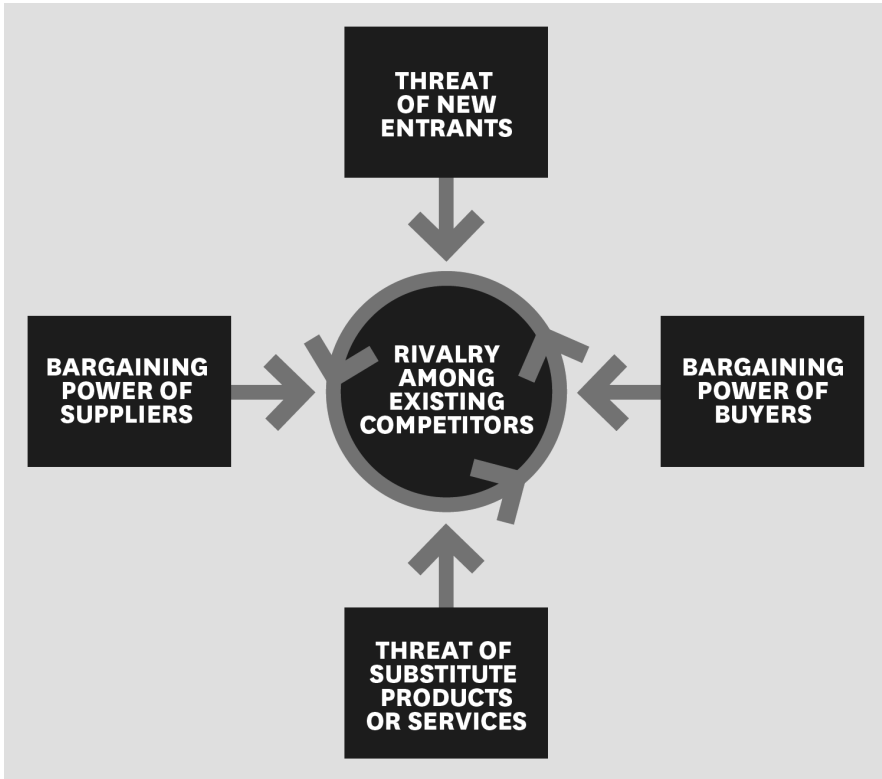 THREAT
OF NEW
ENTRANTS
BARGAINING
POWER OF
SUPPLIERS
RIVALRY
AMONG
EXISTING
COMPETITORS
BARGAINING
POWER OF
BUYERS
THREAT OF
SUBSTITUTE
PRODUCTS
OR SERVICES